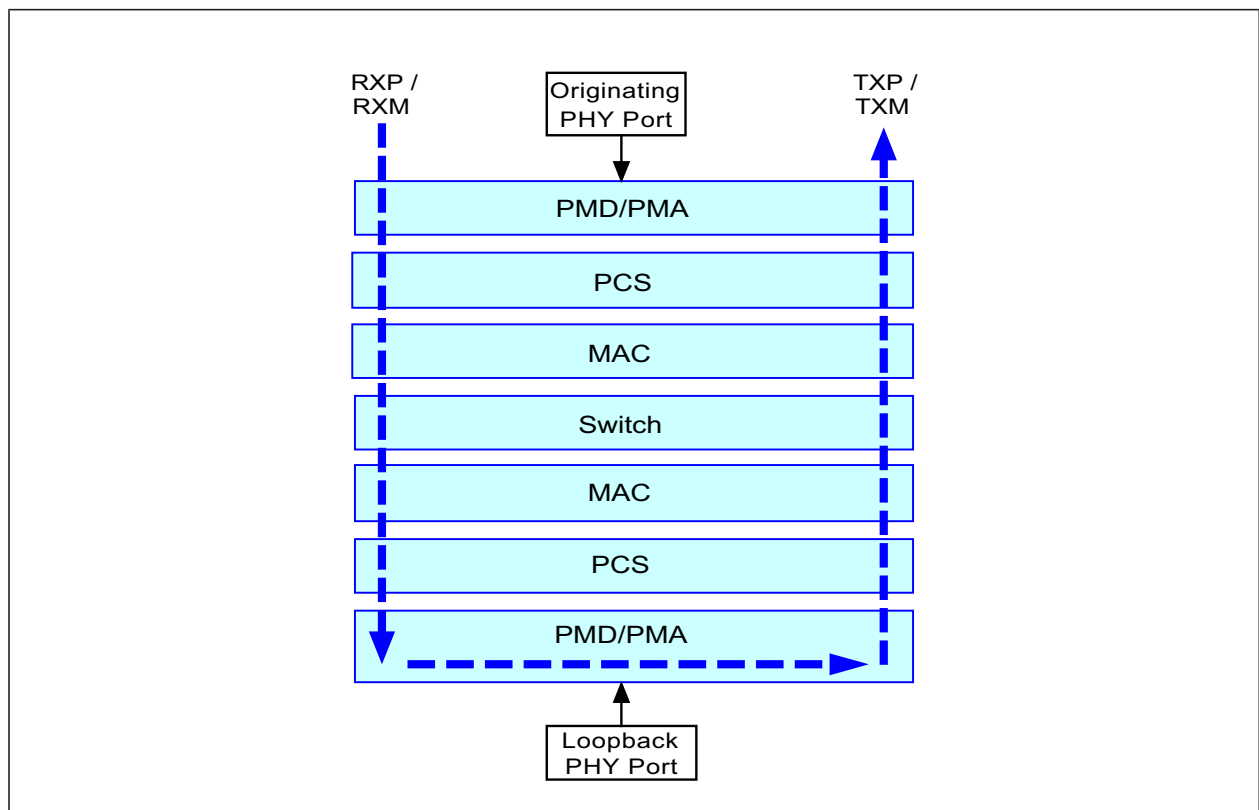 RXP /
RXM
Originating
PHY Port
TXP /
TXM
PMD/PMA
PCS
MAC
Switch
MAC
PCS
PMD/PMA
Loopback
PHY Port